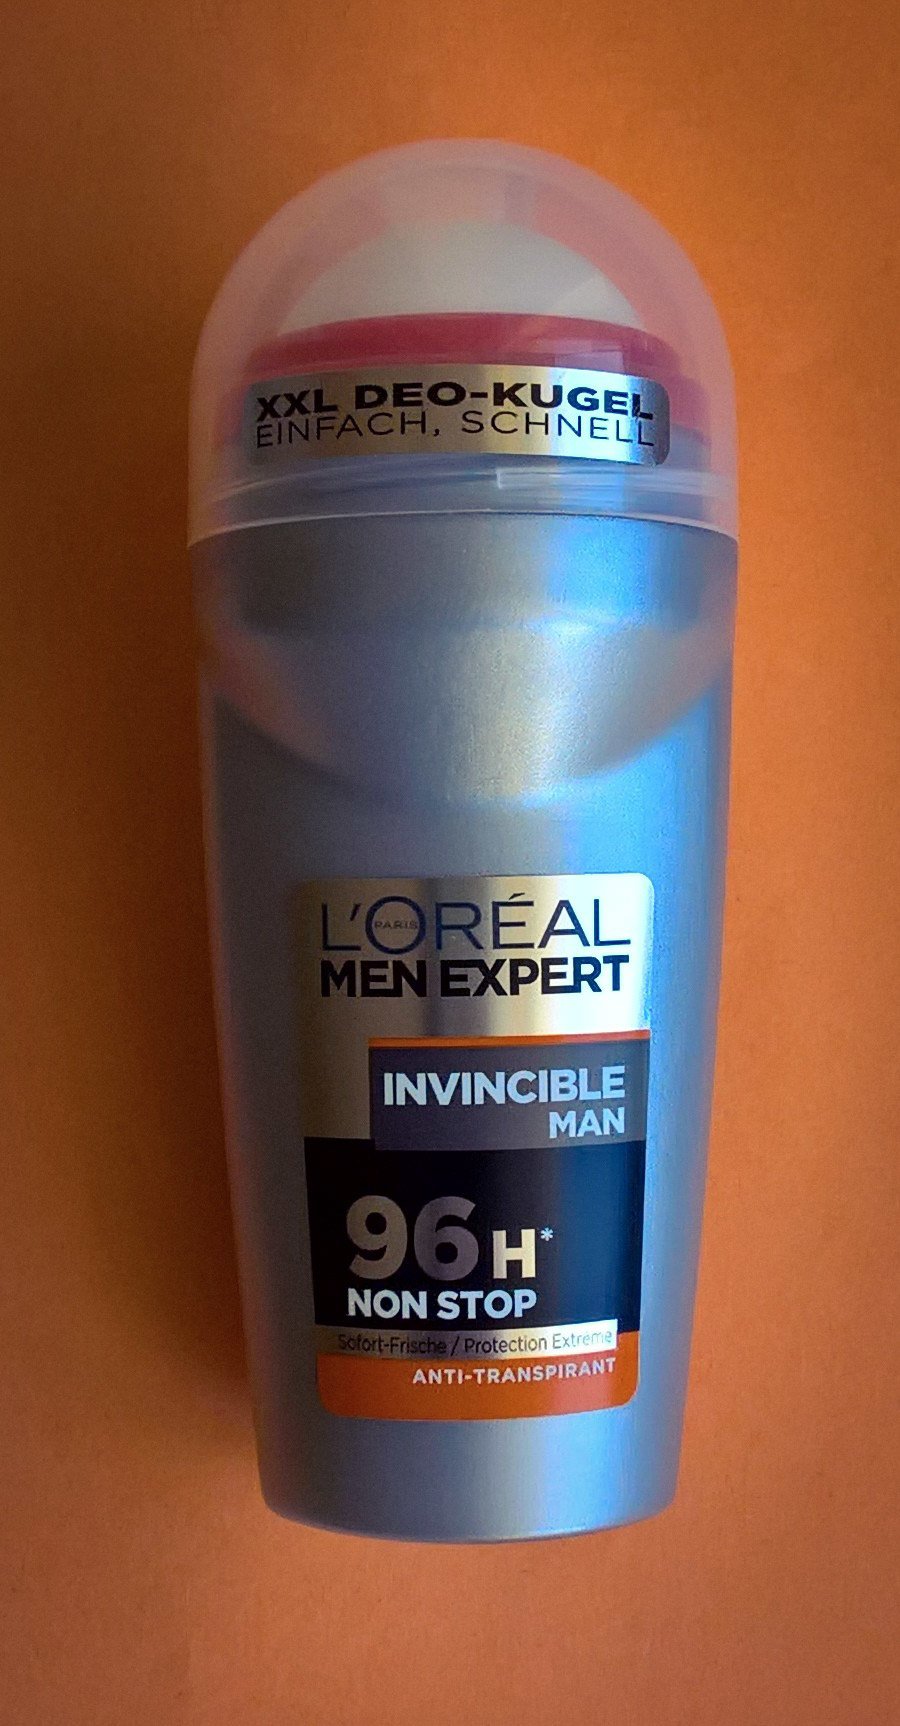 XXL DEO-KUGEL
EINFACH, SCHNELL
L'ORÉAL
PARIS
MEN EXPERT
INVINCIBLE
MAN
96H*
NON STOP
Sofort-Frische / Protection Extrême
ANTI-TRANSPIRANT